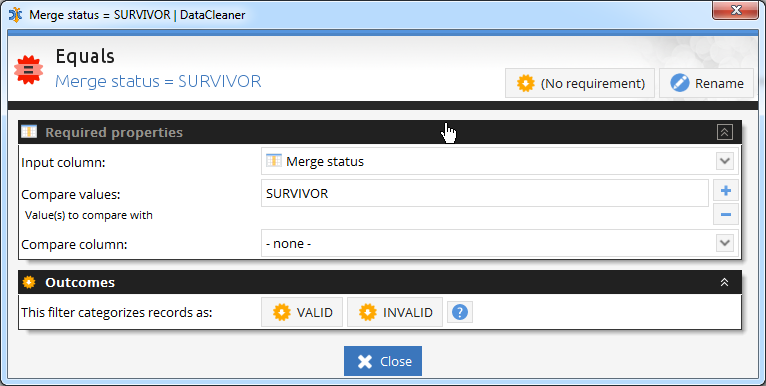 Merge status = SURVIVOR | DataCleaner
Equals
Merge status = SURVIVOR
(No requirement)
Rename
Required properties
Input column:
Merge status
Compare values:
SURVIVOR
Value(s) to compare with
Compare column:
- none -
Outcomes
This filter categorizes records as:
VALID
INVALID
?
Close